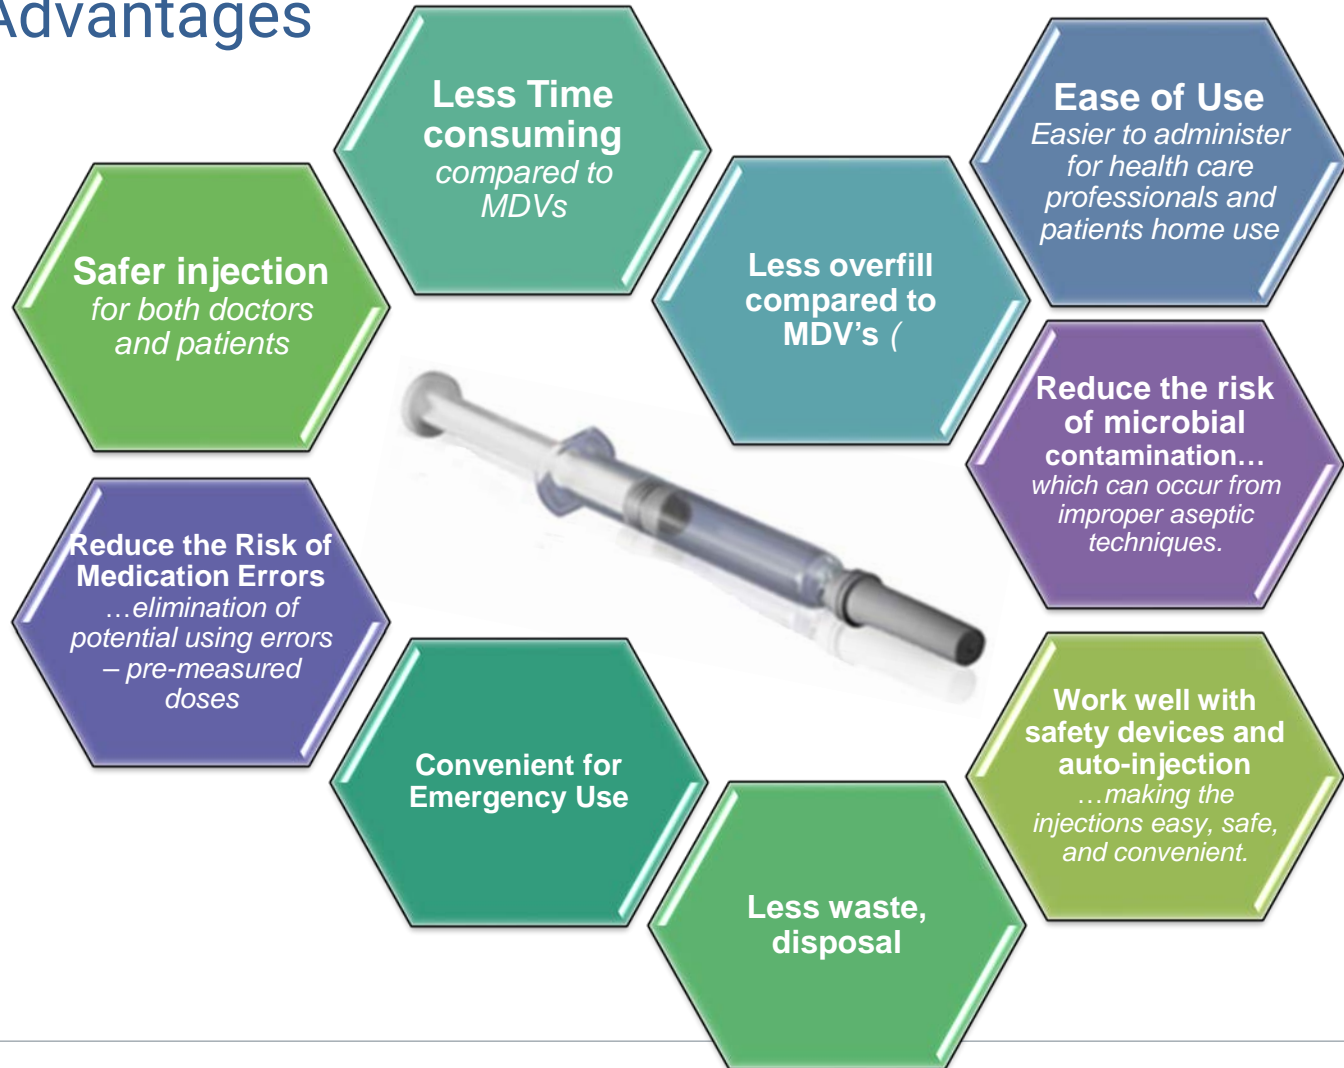 Advantages
Less Time
consuming
compared to
MDVs
Ease of Use
Easier to administer
for health care
professionals and
patients home use
Safer injection
for both doctors
and patients
Less overfill
compared to
MDV’s (
Reduce the risk
of microbial
contamination…
which can occur from
improper aseptic
techniques.
Reduce the Risk of
Medication Errors
…elimination of
potential using errors
– pre-measured
doses
Convenient for
Emergency Use
Work well with
safety devices and
auto-injection
…making the
injections easy, safe,
and convenient.
Less waste,
disposal